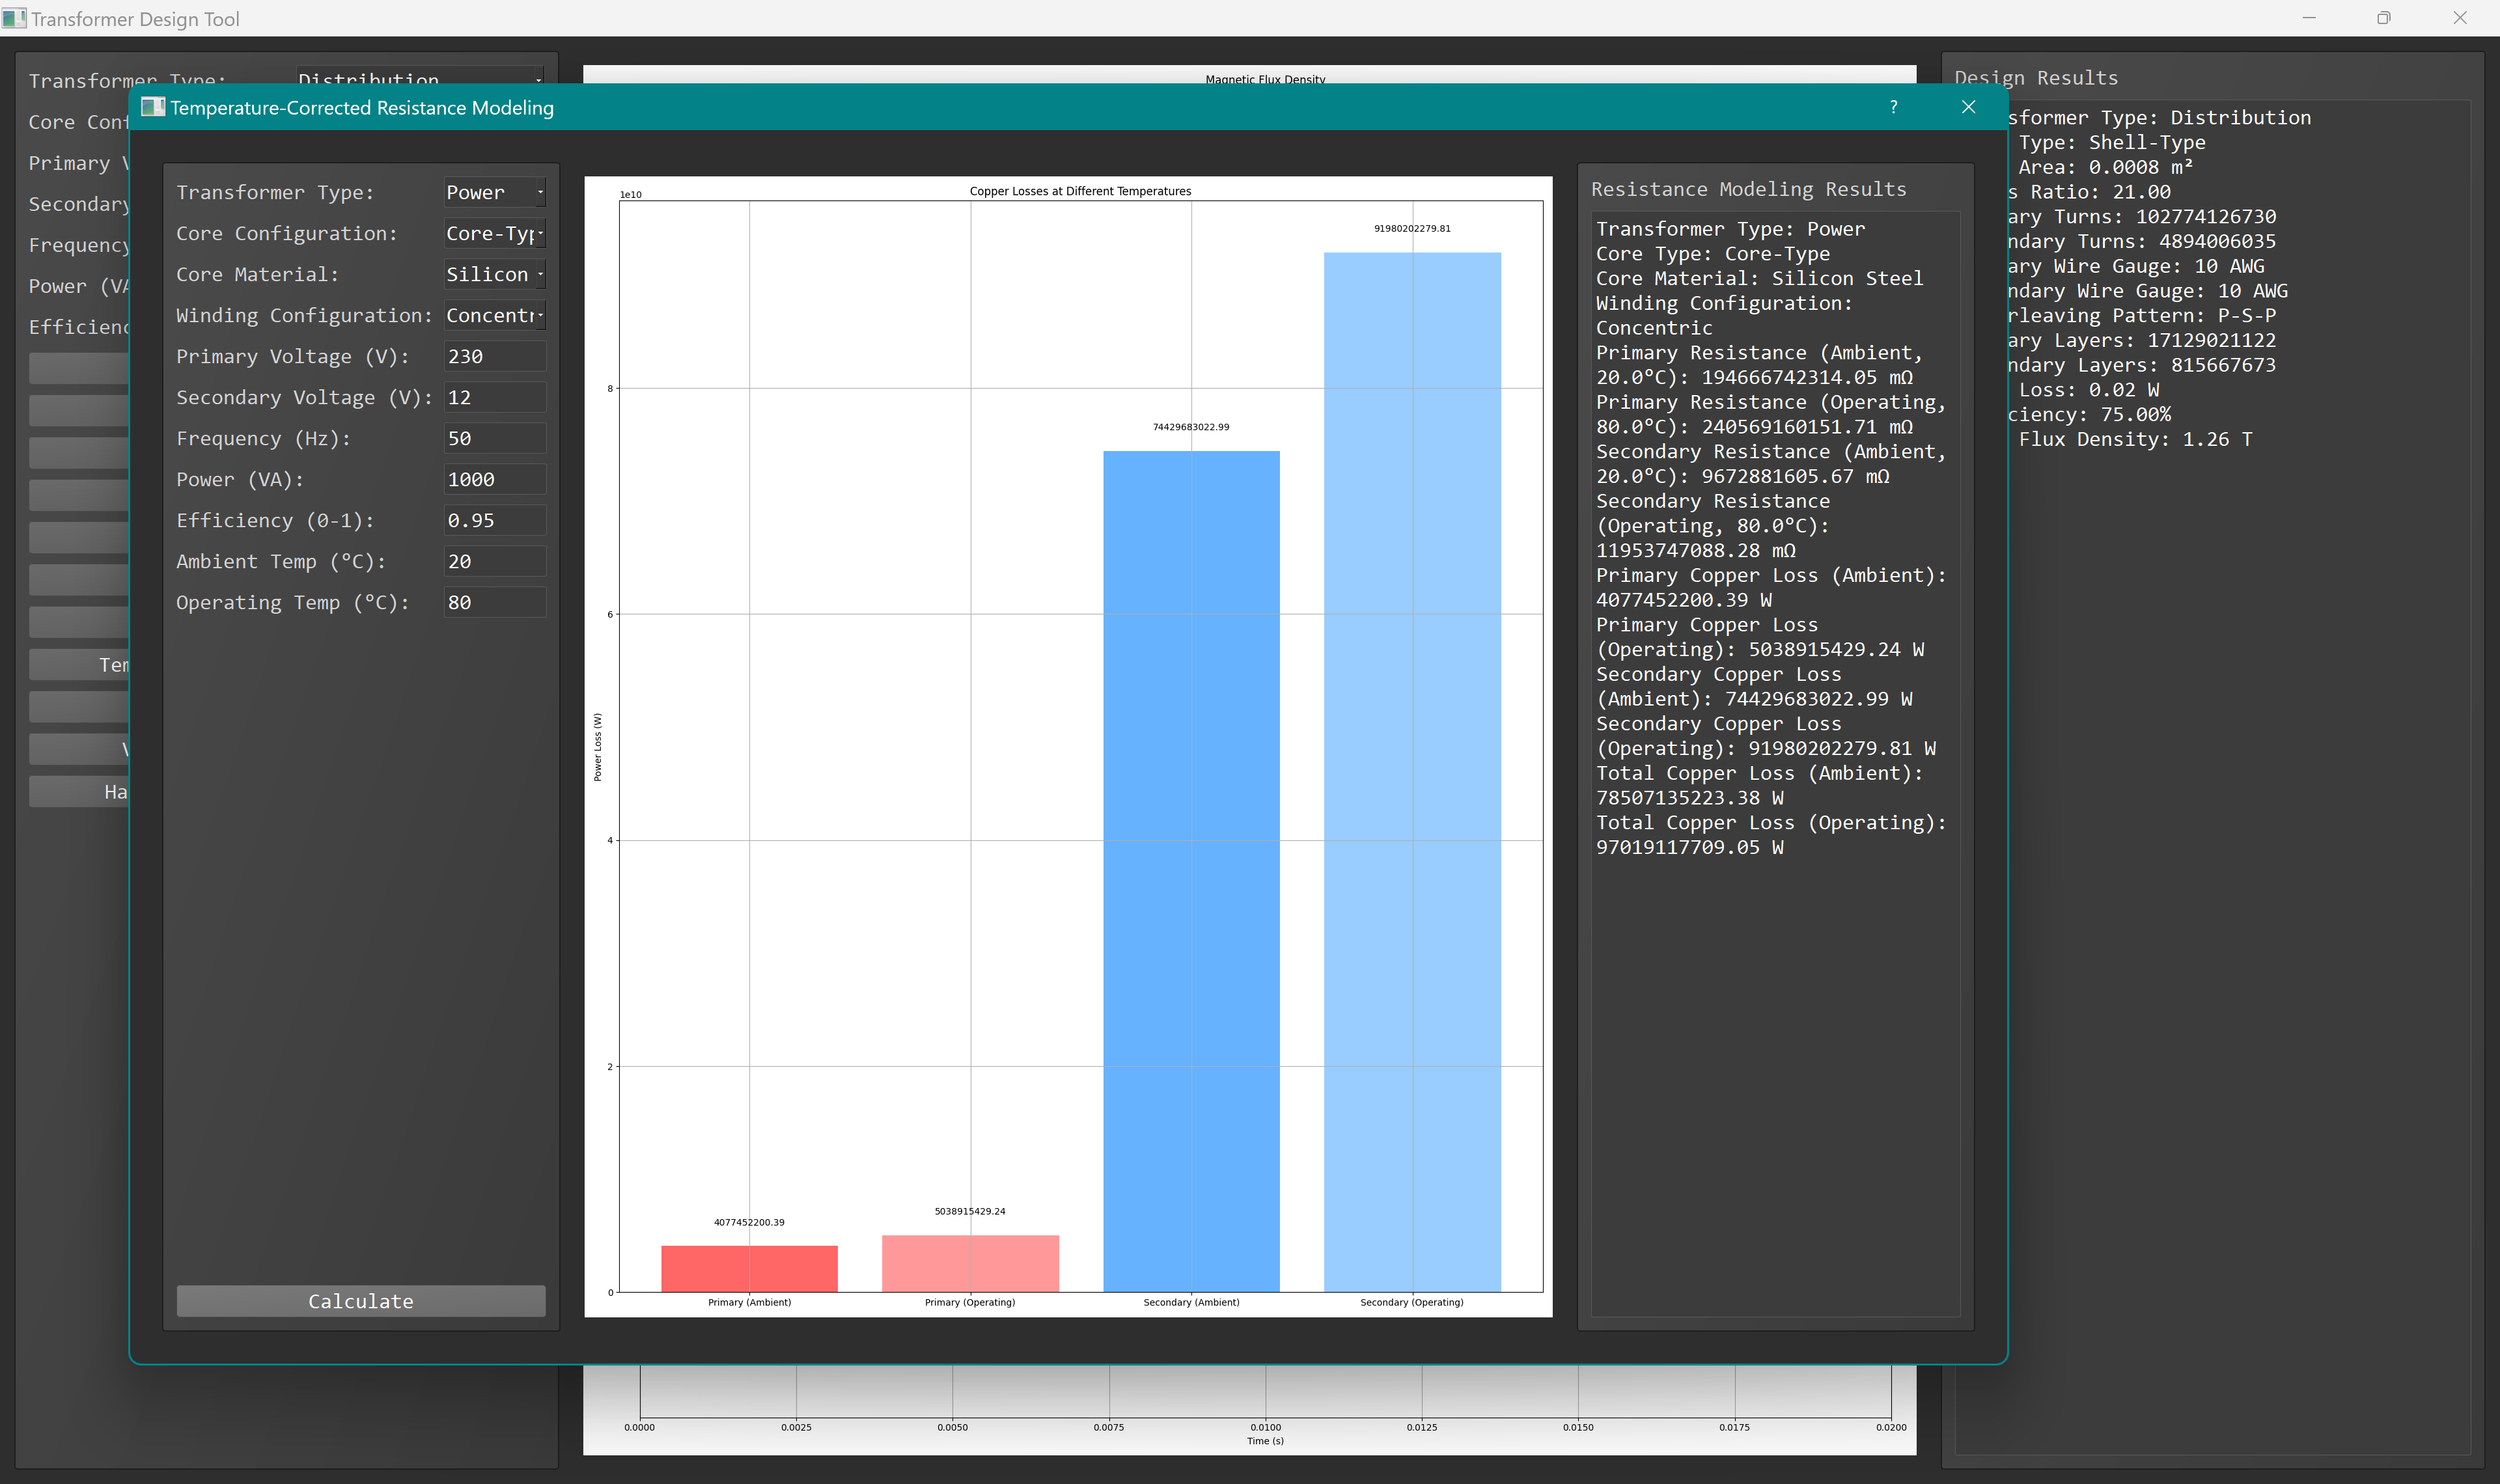 Transformer Design Tool
Transformer Type:
Distribution
Core Conf
Primary V
Secondary
Frequency
Power (VA
Efficienc
Tem
V
Ha
Magnetic Flux Density
0.0000
0.0025
0.0050
0.0075
0.0100
0.0125
0.0150
0.0175
0.0200
Time (s)
Design Results
sformer Type: Distribution
Type: Shell-Type
Area: 0.0008 m²
s Ratio: 21.00
ary Turns: 102774126730
ndary Turns: 4894006035
ary Wire Gauge: 10 AWG
ndary Wire Gauge: 10 AWG
rleaving Pattern: P-S-P
ary Layers: 17129021122
ndary Layers: 815667673
Loss: 0.02 W
ciency: 75.00%
Flux Density: 1.26 T
Temperature-Corrected Resistance Modeling
?
Transformer Type: Power
Core Configuration: Core-Typ
Core Material: Silicon
Winding Configuration: Concentr
Primary Voltage (V): 230
Secondary Voltage (V): 12
Frequency (Hz): 50
Power (VA): 1000
Efficiency (0-1): 0.95
Ambient Temp (°C): 20
Operating Temp (°C): 80
Calculate
Copper Losses at Different Temperatures
1e10
8
6
4
2
0
Power Loss (W)
4077452200.39
5038915429.24
74429683022.99
91980202279.81
Primary (Ambient)
Primary (Operating)
Secondary (Ambient)
Secondary (Operating)
Resistance Modeling Results
Transformer Type: Power
Core Type: Core-Type
Core Material: Silicon Steel
Winding Configuration:
Concentric
Primary Resistance (Ambient,
20.0°C): 194666742314.05 mΩ
Primary Resistance (Operating,
80.0°C): 240569160151.71 mΩ
Secondary Resistance (Ambient,
20.0°C): 9672881605.67 mΩ
Secondary Resistance
(Operating, 80.0°C):
11953747088.28 mΩ
Primary Copper Loss (Ambient):
4077452200.39 W
Primary Copper Loss
(Operating): 5038915429.24 W
Secondary Copper Loss
(Ambient): 74429683022.99 W
Secondary Copper Loss
(Operating): 91980202279.81 W
Total Copper Loss (Ambient):
78507135223.38 W
Total Copper Loss (Operating):
97019117709.05 W